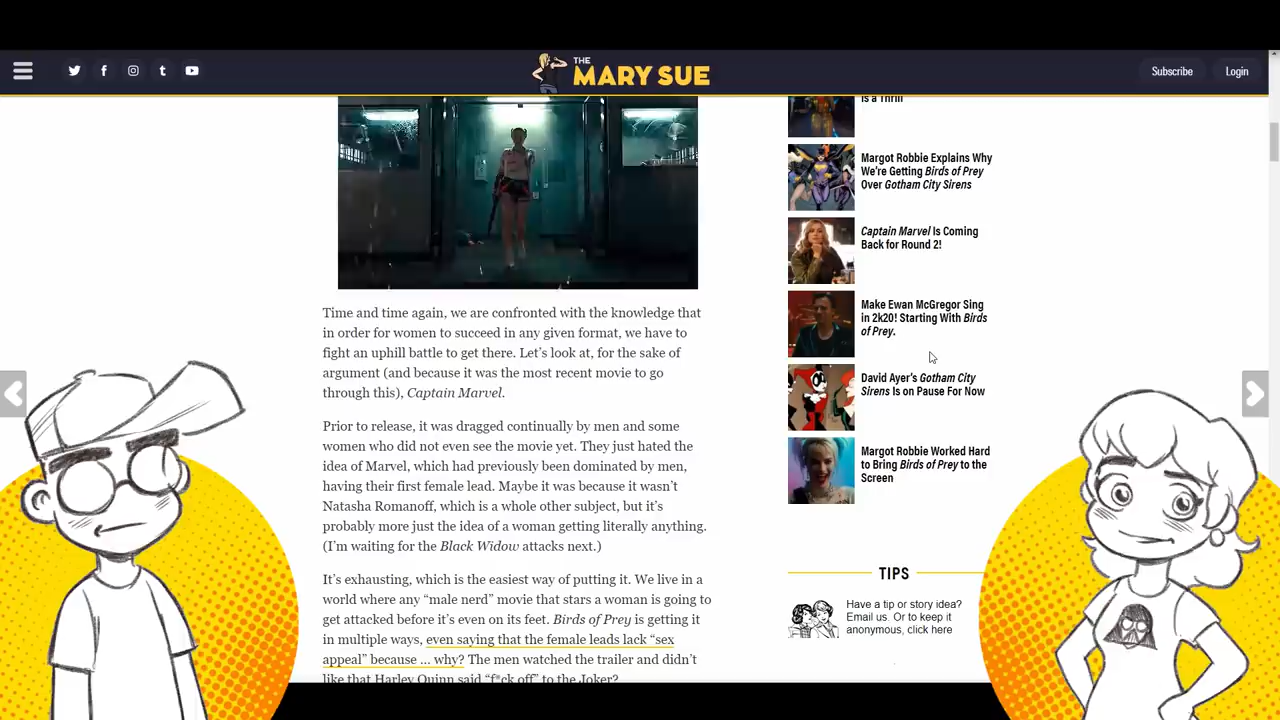 THE
MARY SUE
Subscribe
Login
Time and time again, we are confronted with the knowledge that
in order for women to succeed in any given format, we have to
fight an uphill battle to get there. Let’s look at, for the sake of
argument (and because it was the most recent movie to go
through this), Captain Marvel.
Prior to release, it was dragged continually by men and some
women who did not even see the movie yet. They just hated the
idea of Marvel, which had previously been dominated by men,
having their first female lead. Maybe it was because it wasn’t
Natasha Romanoff, which is a whole other subject, but it’s
probably more just the idea of a woman getting literally anything.
(I’m waiting for the Black Widow attacks next.)
It’s exhausting, which is the easiest way of putting it. We live in a
world where any “male nerd” movie that stars a woman is going to
get attacked before it’s even on its feet. Birds of Prey is getting it
in multiple ways, even saying that the female leads lack “sex
appeal” because … why? The men watched the trailer and didn’t
like that Harley Quinn said “f*ck off” to the Joker?
is a Thrill
Margot Robbie Explains Why
We’re Getting Birds of Prey
Over Gotham City Sirens
Captain Marvel Is Coming
Back for Round 2!
Make Ewan McGregor Sing
in 2k20! Starting With Birds
of Prey.
David Ayer’s Gotham City
Sirens Is on Pause For Now
Margot Robbie Worked Hard
to Bring Birds of Prey to the
Screen
TIPS
Have a tip or story idea?
Email us. Or to keep it
anonymous, click here